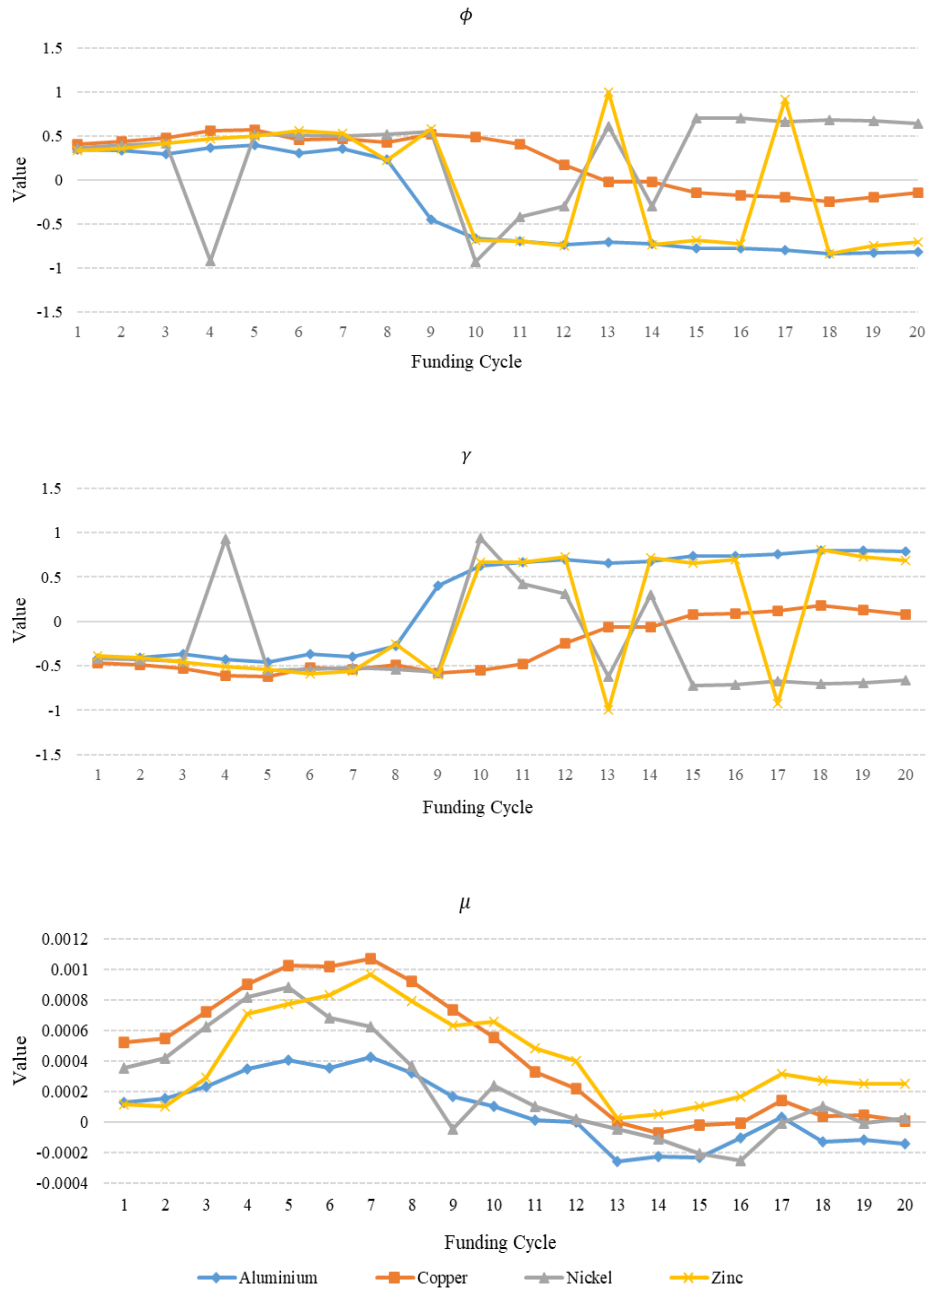 ϕ
1.5
1
0.5
0
-0.5
-1
-1.5
Value
1 2 3 4 5 6 7 8 9 10 11 12 13 14 15 16 17 18 19 20
Funding Cycle
γ
1.5
1
0.5
0
-0.5
-1
-1.5
Value
1 2 3 4 5 6 7 8 9 10 11 12 13 14 15 16 17 18 19 20
Funding Cycle
μ
0.0012
0.001
0.0008
0.0006
0.0004
0.0002
0
-0.0002
-0.0004
Value
1 2 3 4 5 6 7 8 9 10 11 12 13 14 15 16 17 18 19 20
Funding Cycle
Aluminium Copper Nickel Zinc